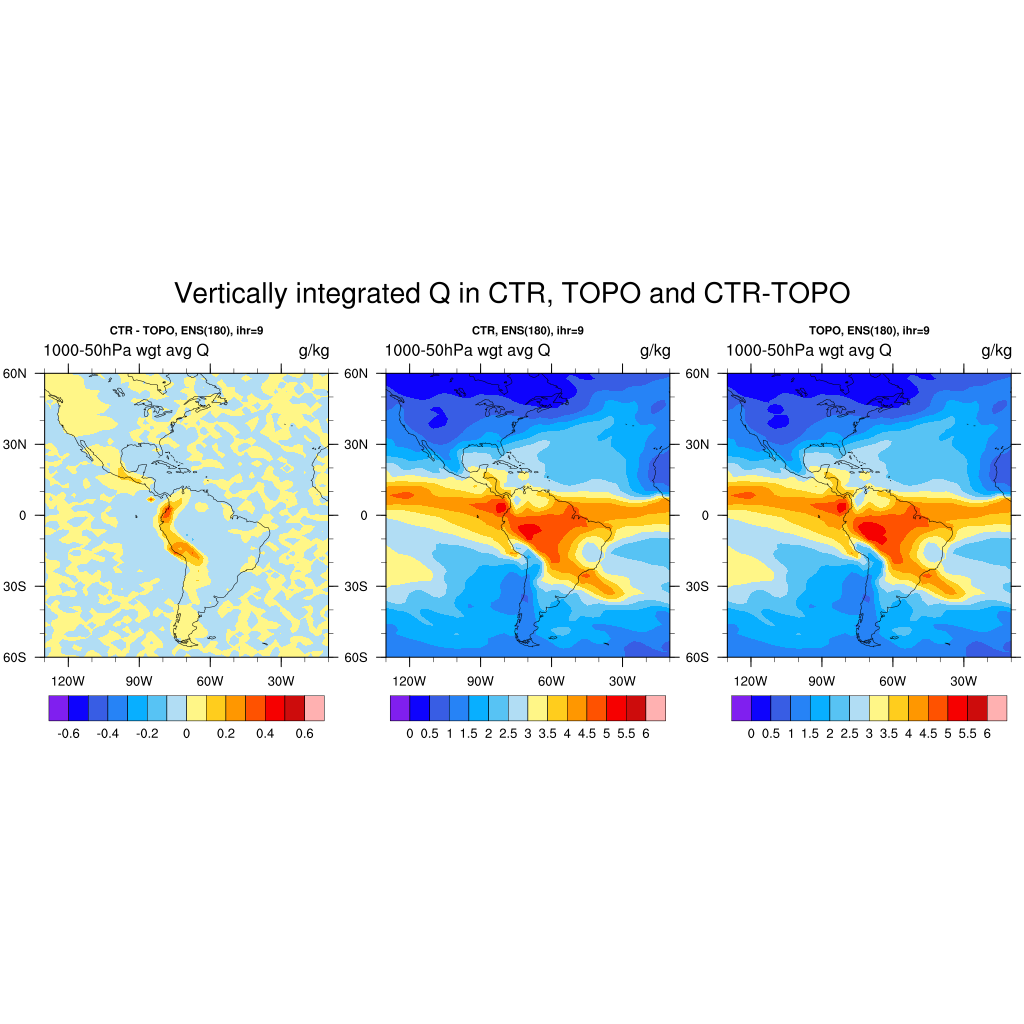 Vertically integrated Q in CTR, TOPO and CTR-TOPO
CTR - TOPO, ENS(180), ihr=9
1000-50hPa wgt avg Q g/kg
60N
30N
0
30S
60S
120W 90W 60W 30W
-0.6 -0.4 -0.2 0 0.2 0.4 0.6
CTR, ENS(180), ihr=9
1000-50hPa wgt avg Q g/kg
60N
30N
0
30S
60S
120W 90W 60W 30W
0 0.5 1 1.5 2 2.5 3 3.5 4 4.5 5 5.5 6
TOPO, ENS(180), ihr=9
1000-50hPa wgt avg Q g/kg
60N
30N
0
30S
60S
120W 90W 60W 30W
0 0.5 1 1.5 2 2.5 3 3.5 4 4.5 5 5.5 6